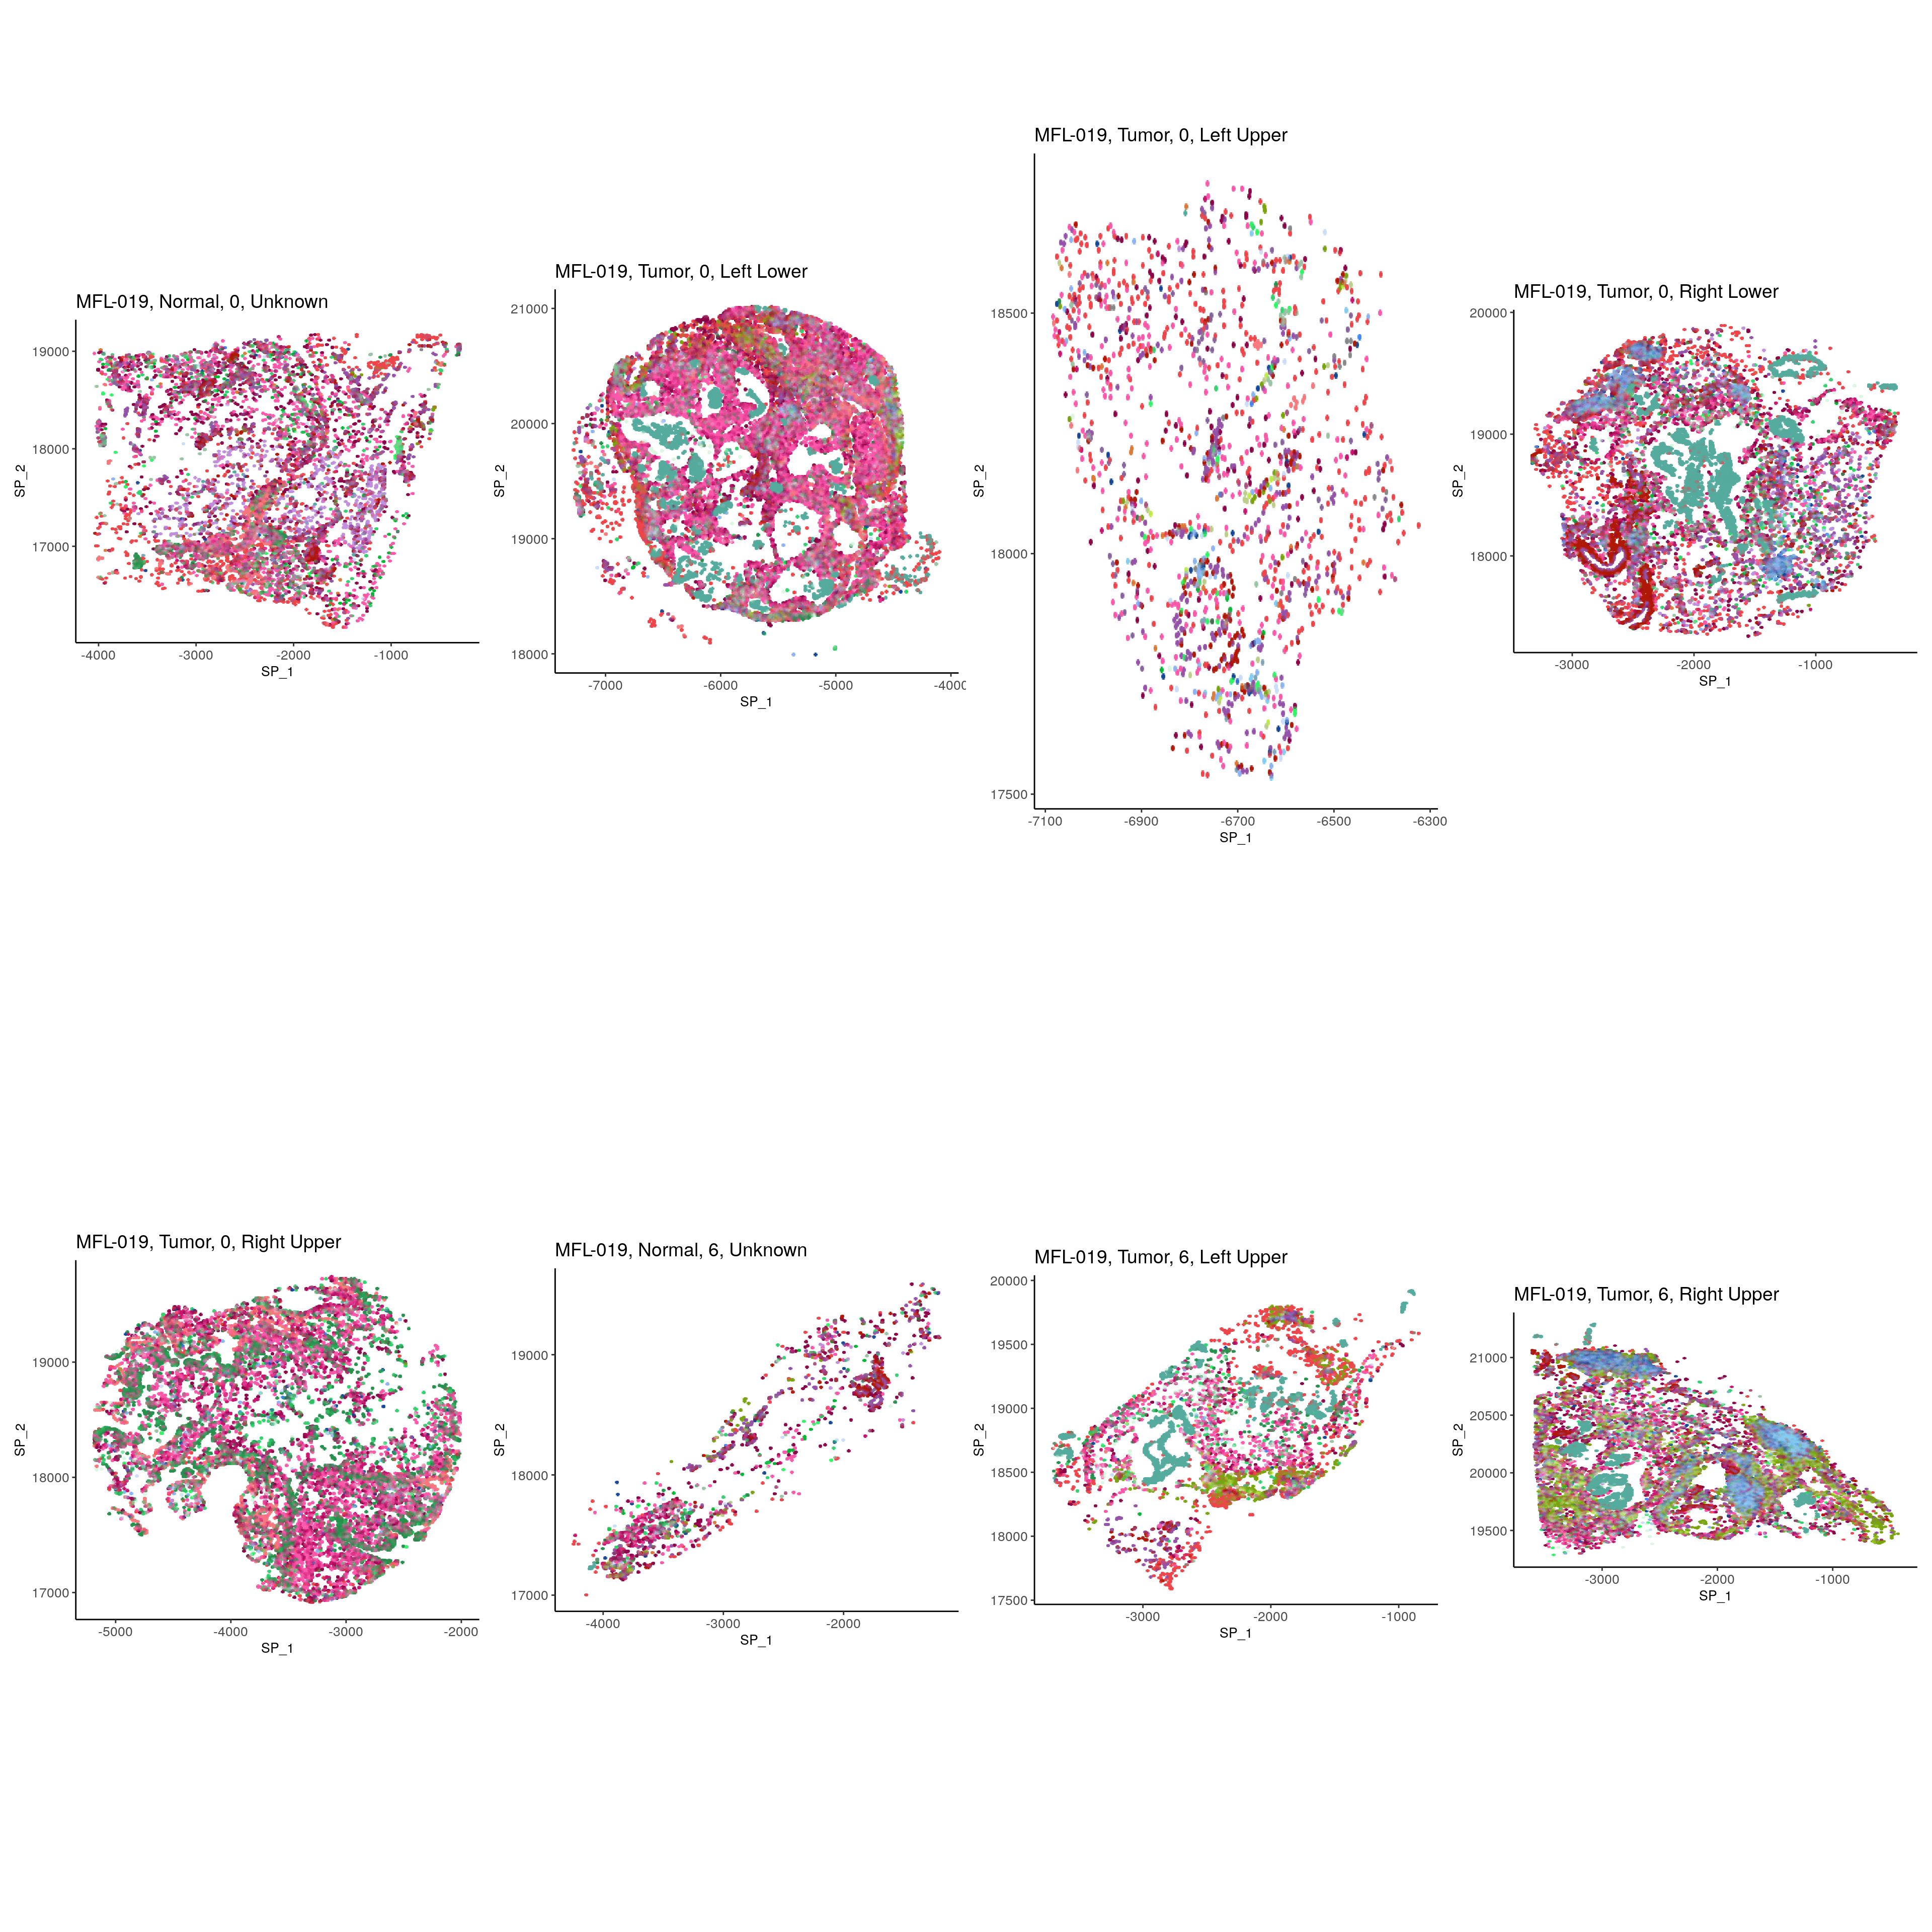 MFL-019, Normal, 0, Unknown
19000
18000
17000
SP_2
-4000 -3000 -2000 -1000
SP_1
MFL-019, Tumor, 0, Left Lower
21000
20000
19000
18000
SP_2
-7000 -6000 -5000 -4000
SP_1
MFL-019, Tumor, 0, Left Upper
18500
18000
17500
SP_2
-7100 -6900 -6700 -6500 -6300
SP_1
MFL-019, Tumor, 0, Right Lower
20000
19000
18000
SP_2
-3000 -2000 -1000
SP_1
MFL-019, Tumor, 0, Right Upper
19000
18000
17000
SP_2
-5000 -4000 -3000 -2000
SP_1
MFL-019, Normal, 6, Unknown
19000
18000
17000
SP_2
-4000 -3000 -2000
SP_1
MFL-019, Tumor, 6, Left Upper
20000
19500
19000
18500
18000
17500
SP_2
-3000 -2000 -1000
SP_1
MFL-019, Tumor, 6, Right Upper
21000
20500
20000
19500
SP_2
-3000 -2000 -1000
SP_1